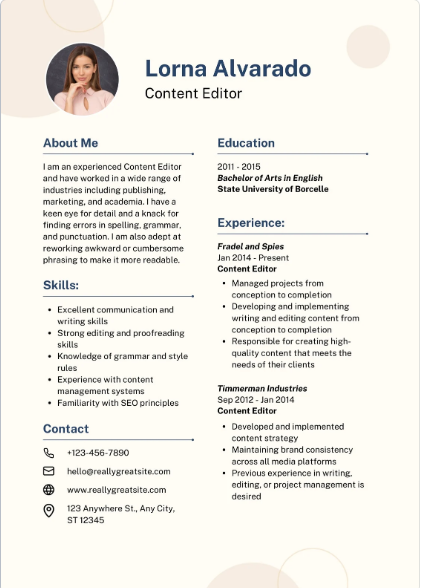 Lorna Alvarado
Content Editor
About Me
I am an experienced Content Editor
and have worked in a wide range of
industries including publishing,
marketing, and academia. I have a
keen eye for detail and a knack for
finding errors in spelling, grammar,
and punctuation. I am also adept at
reworking awkward or cumbersome
phrasing to make it more readable.
Skills:
• Excellent communication and
writing skills
• Strong editing and proofreading
skills
• Knowledge of grammar and style
rules
• Experience with content
management systems
• Familiarity with SEO principles
Contact
+123-456-7890
hello@reallygreatsite.com
www.reallygreatsite.com
123 Anywhere St., Any City,
ST 12345
Education
2011 - 2015
Bachelor of Arts in English
State University of Borcelle
Experience:
Fradel and Spies
Jan 2014 - Present
Content Editor
• Managed projects from
conception to completion
• Developing and implementing
writing and editing content from
conception to completion
• Responsible for creating high-
quality content that meets the
needs of their clients
Timmerman Industries
Sep 2012 - Jan 2014
Content Editor
• Developed and implemented
content strategy
• Maintaining brand consistency
across all media platforms
• Previous experience in writing,
editing, or project management is
desired